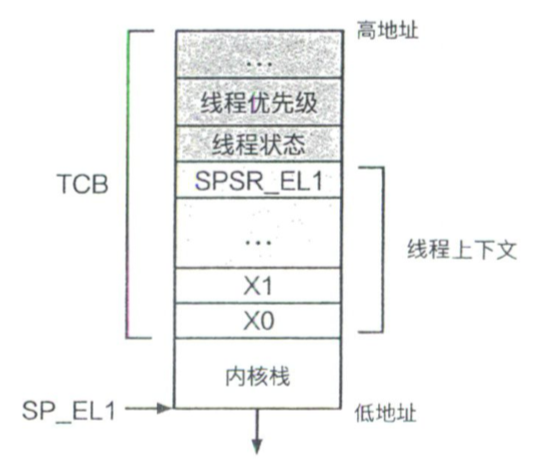 高地址
...
线程优先级
线程状态
TCB
SPSR_EL1
...
线程上下文
X1
X0
内核栈
SP_EL1
低地址